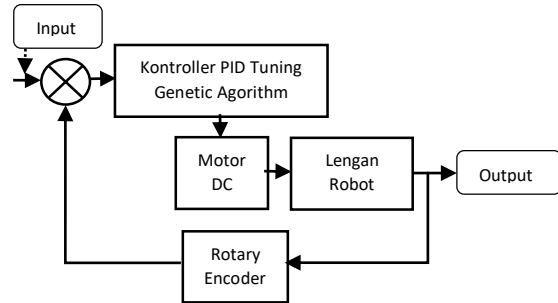 Input
Kontroller PID Tuning
Genetic Agorithm
Motor
DC
Lengan
Robot
Output
Rotary
Encoder